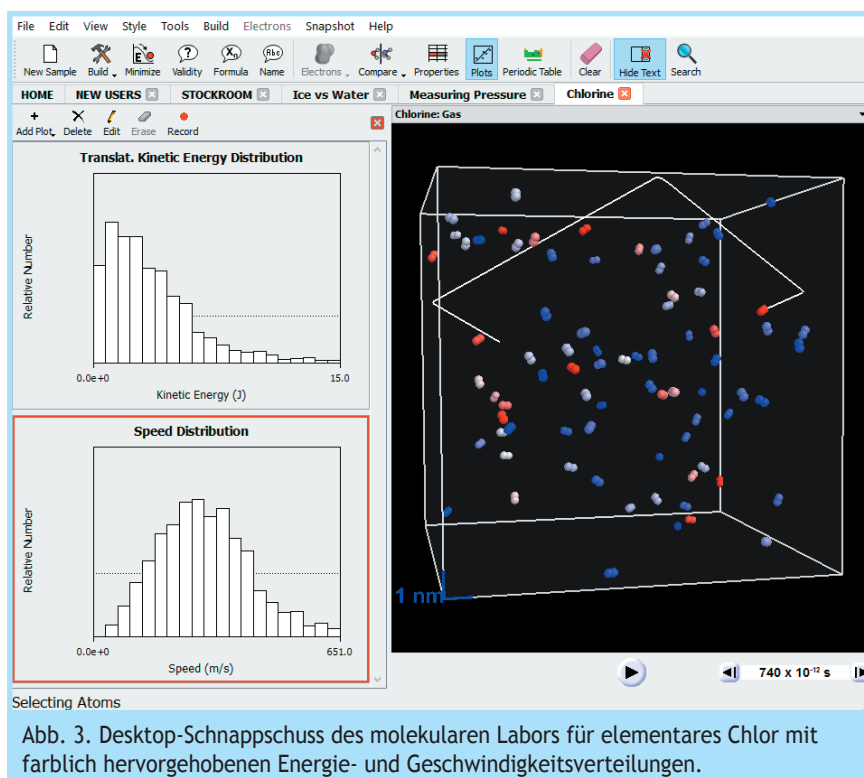 File Edit View Style Tools Build Electrons Snapshot Help
New Sample Build Minimize Validity Formula Name Electrons Compare Properties Plots Periodic Table Clear Hide Text Search
HOME NEW USERS STOCKROOM Ice vs Water Measuring Pressure Chlorine
Add Plot Delete Edit Erase Record
Chlorine: Gas
Translat. Kinetic Energy Distribution
Relative Number
0.0e+0 15.0
Kinetic Energy (J)
Speed Distribution
Relative Number
0.0e+0 651.0
Speed (m/s)
1 nm
740 x 10⁻¹² s
Selecting Atoms
Abb. 3. Desktop-Schnappschuss des molekularen Labors für elementares Chlor mit
farblich hervorgehobenen Energie- und Geschwindigkeitsverteilungen.